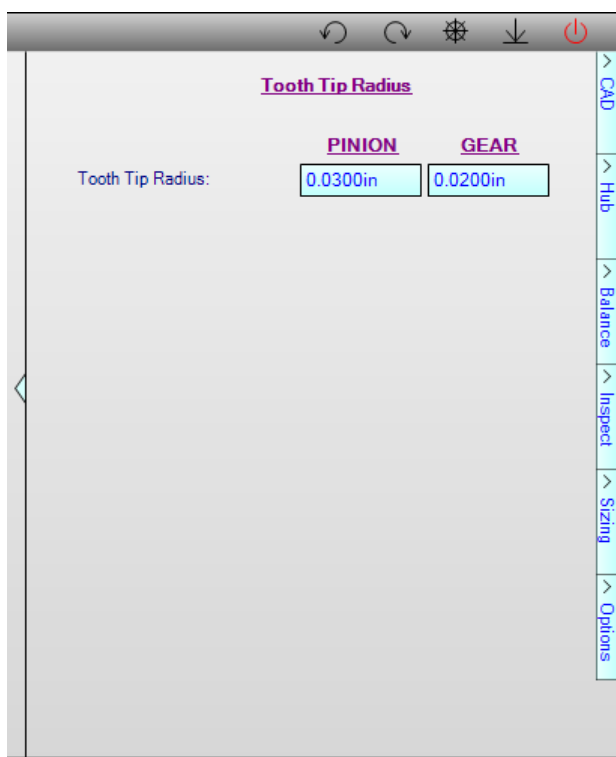 Tooth Tip Radius
PINION GEAR
Tooth Tip Radius: 0.0300in 0.0200in
CAD
Hub
Balance
Inspect
Sizing
Options